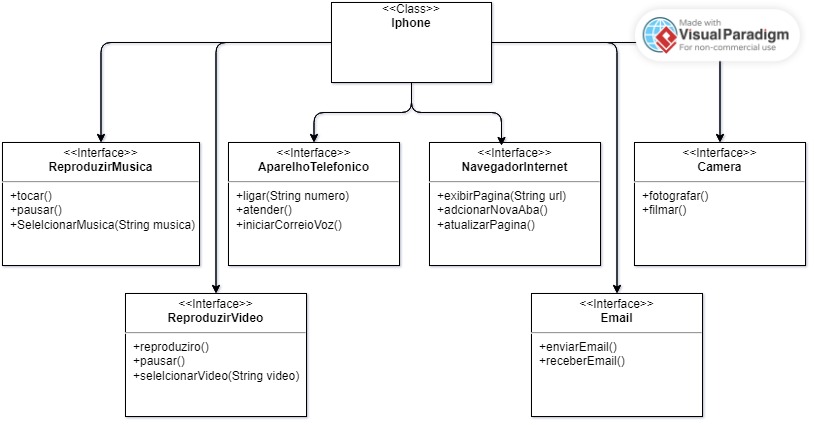 <<Class>>
Iphone
Made with
Visual Paradigm
For non-commercial use
<<Interface>>
ReproduzirMusica
+tocar()
+pausar()
+SelelcionarMusica(String musica)
<<Interface>>
AparelhoTelefonico
+ligar(String numero)
+atender()
+iniciarCorreioVoz()
<<Interface>>
NavegadorInternet
+exibirPagina(String url)
+adcionarNovaAba()
+atualizarPagina()
<<Interface>>
Camera
+fotografar()
+filmar()
<<Interface>>
ReproduzirVideo
+reproduziro()
+pausar()
+selelcionarVideo(String video)
<<Interface>>
Email
+enviarEmail()
+receberEmail()